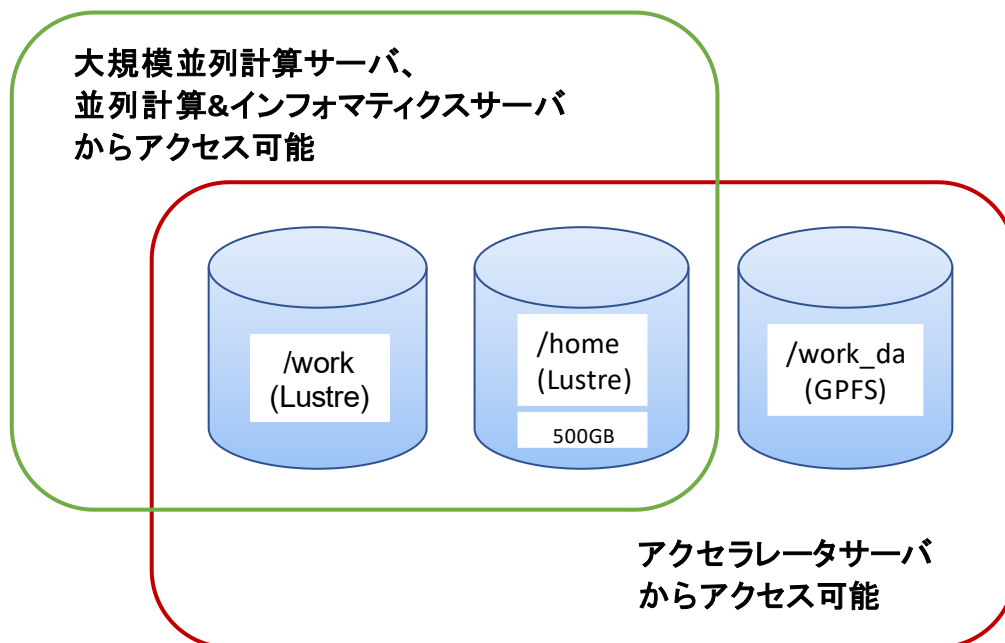 大規模並列計算サーバ、
並列計算&インフォマティクスサーバ
からアクセス可能
/work
(Lustre)
/home
(Lustre)
500GB
/work_da
(GPFS)
アクセラレータサーバ
からアクセス可能